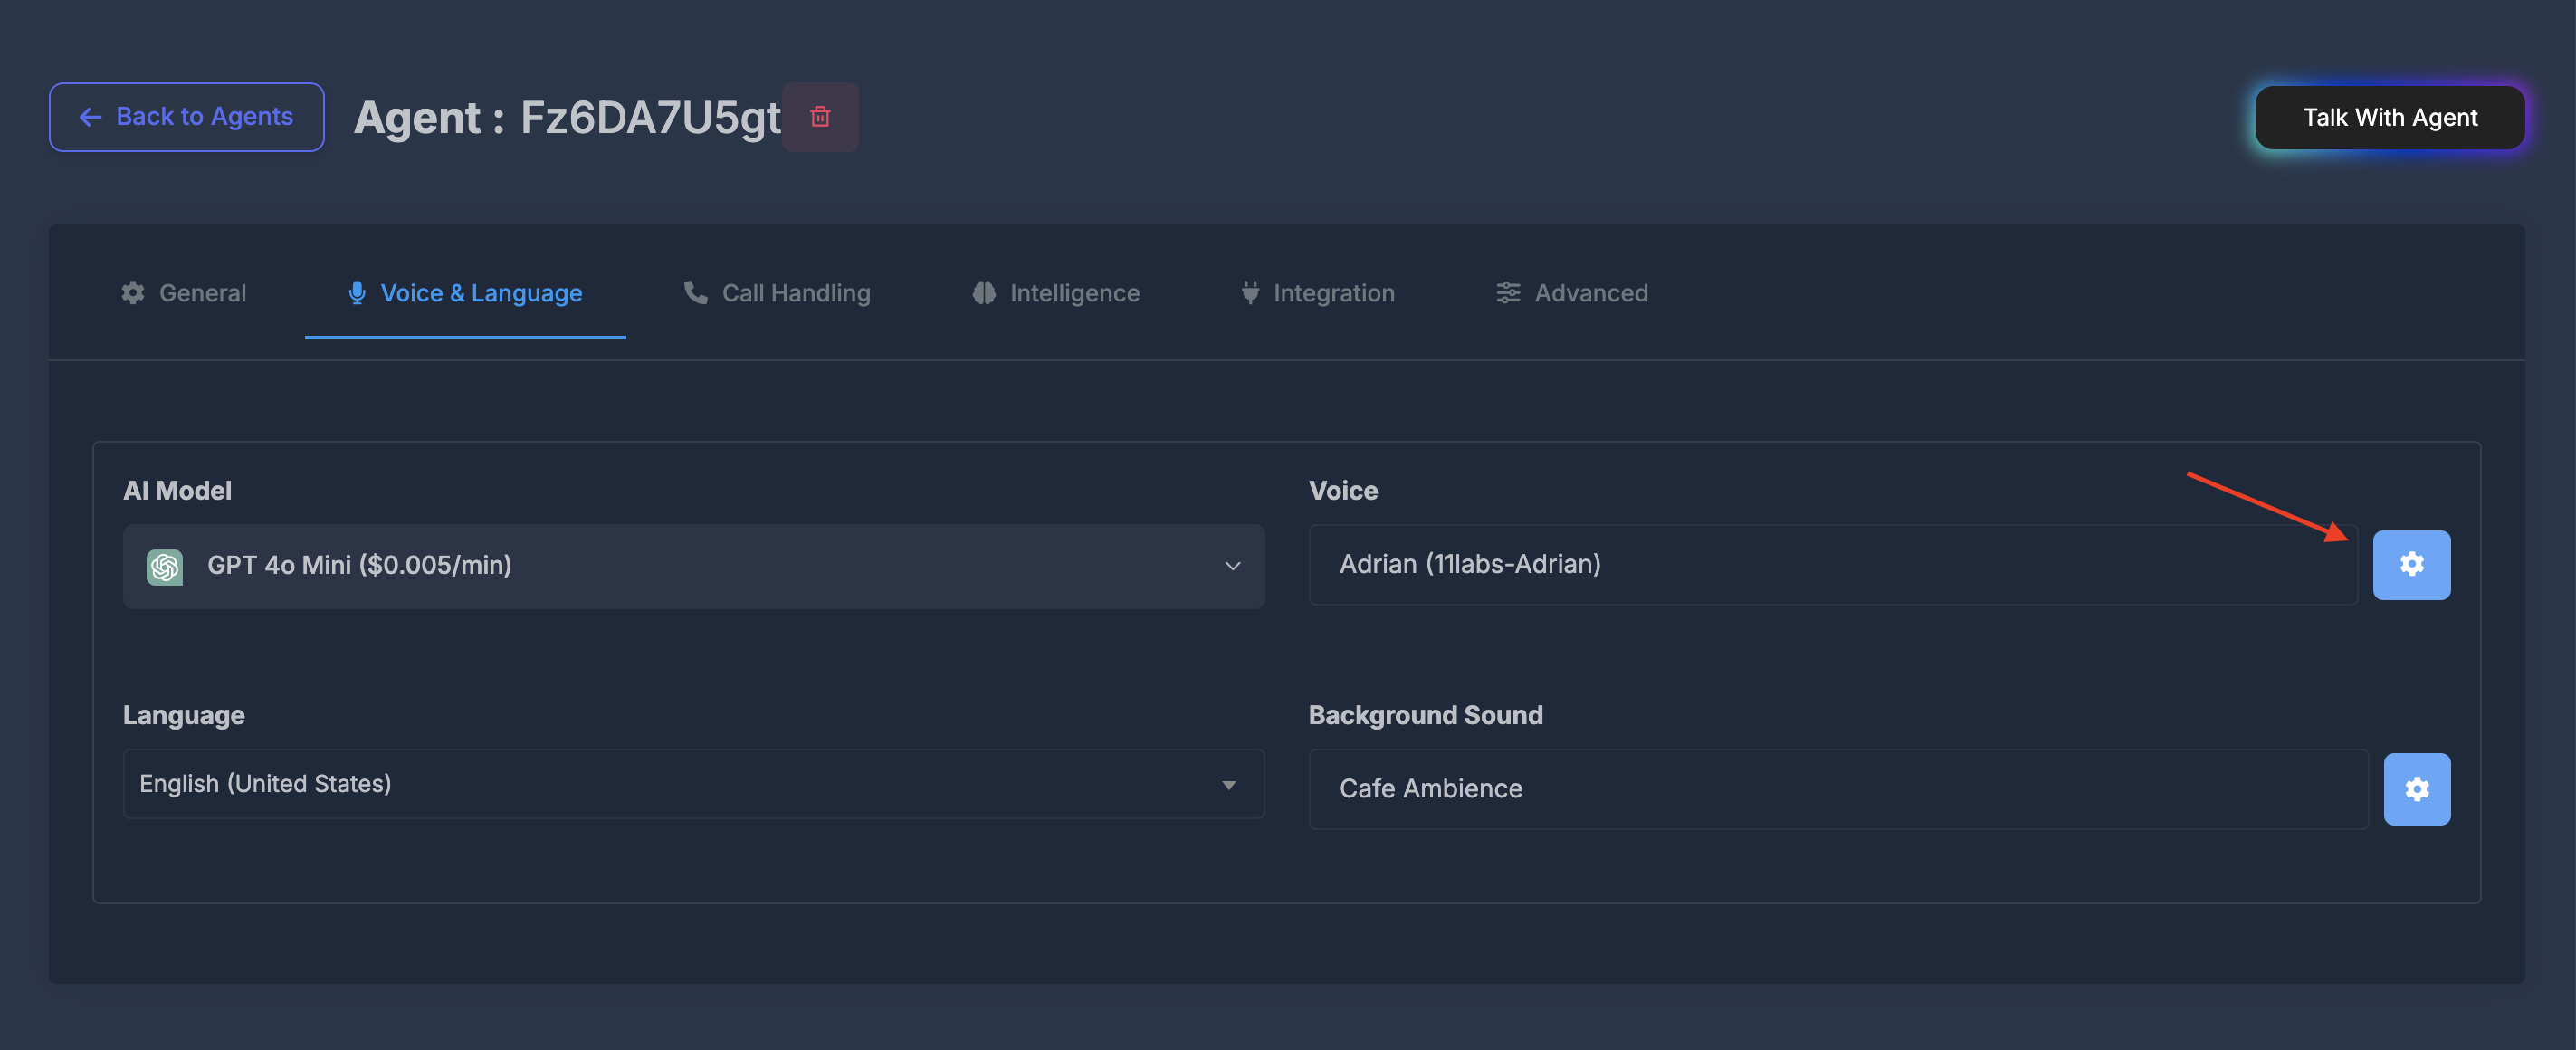 Back to Agents
Agent : Fz6DA7U5gt
Talk With Agent
General
Voice & Language
Call Handling
Intelligence
Integration
Advanced
AI Model
GPT 4o Mini ($0.005/min)
Voice
Adrian (11labs-Adrian)
Language
English (United States)
Background Sound
Cafe Ambience